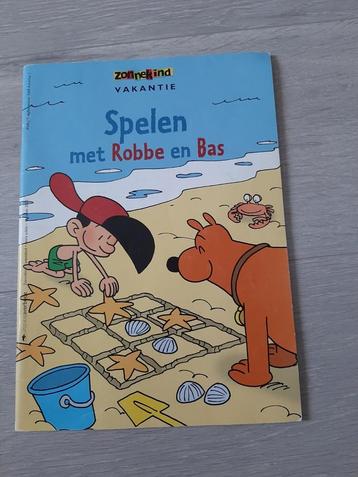 zonnekind
VAKANTIE
Spelen
met Robbe en Bas